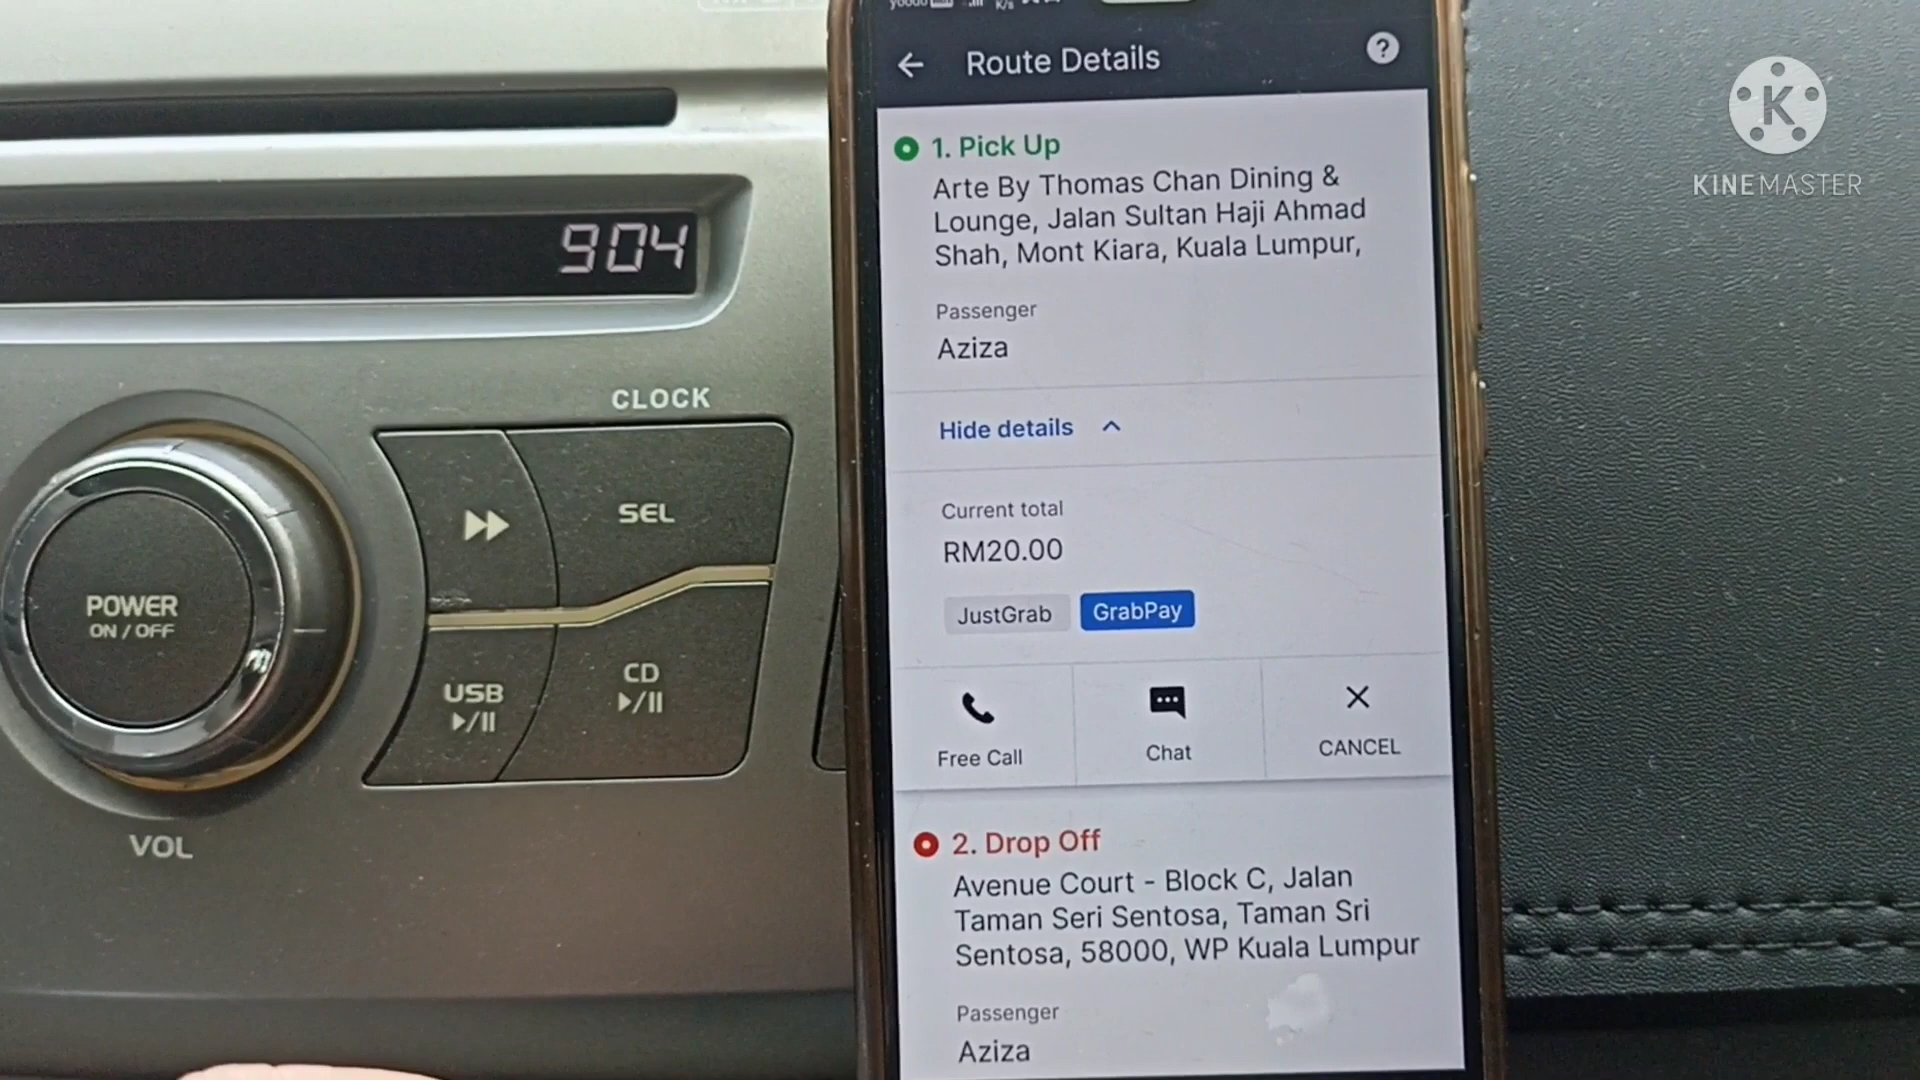 904
CLOCK
SEL
POWER
ON / OFF
USB
CD
VOL
Route Details
?
1. Pick Up
Arte By Thomas Chan Dining &
Lounge, Jalan Sultan Haji Ahmad
Shah, Mont Kiara, Kuala Lumpur,
Passenger
Aziza
Hide details
Current total
RM20.00
JustGrab GrabPay
Free Call
Chat
CANCEL
2. Drop Off
Avenue Court - Block C, Jalan
Taman Seri Sentosa, Taman Sri
Sentosa, 58000, WP Kuala Lumpur
Passenger
Aziza
K
KINEMASTER